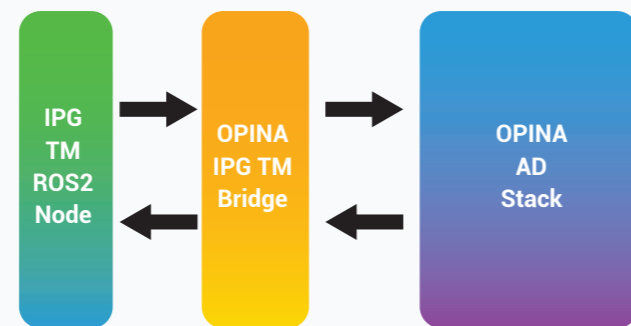 IPG
TM
ROS2
Node
OPINA
IPG TM
Bridge
OPINA
AD
Stack